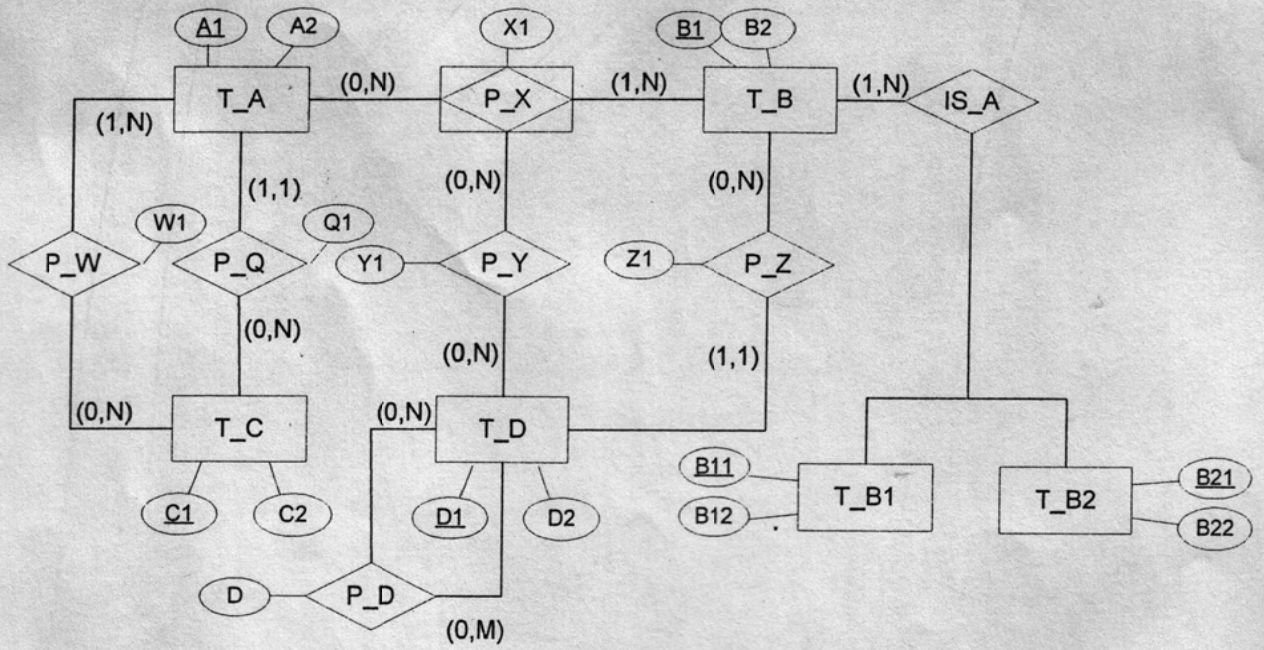 A1 A2 X1 B1 B2
T_A (0,N) P_X (1,N) T_B (1,N) IS_A
(1,N) (1,1) (0,N) (0,N)
W1 Q1
P_W P_Q Y1 P_Y Z1 P_Z
(0,N) (0,N) (1,1)
(0,N) T_C (0,N) T_D
B11 T_B1 T_B2 B21
C1 C2 D1 D2 B12 B22
D P_D
(0,M)